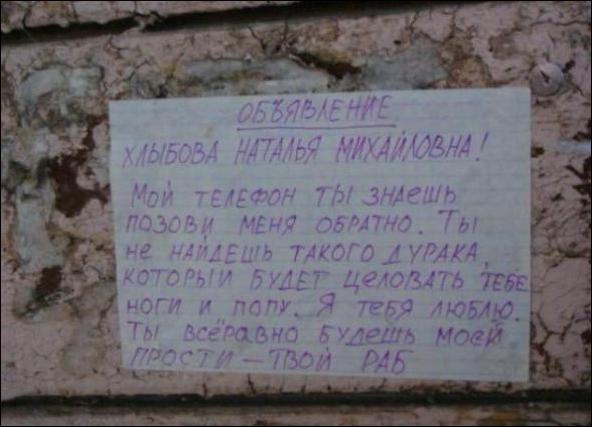 ОБЪЯВЛЕНИЕ
ХЛЫБОВА НАТАЛЬЯ МИХАЙЛОВНА!
МОЙ ТЕЛЕФОН ТЫ ЗНАЕШЬ
ПОЗОВИ МЕНЯ ОБРАТНО. ТЫ
НЕ НАЙДЕШЬ ТАКОГО ДУРАКА,
КОТОРЫЙ БУДЕТ ЦЕЛОВАТЬ ТЕБЕ
НОГИ И ПОПУ. Я ТЕБЯ ЛЮБЛЮ.
ТЫ ВСЁРАВНО БУДЕШЬ МОЕЙ
ПРОСТИ — ТВОЙ РАБ